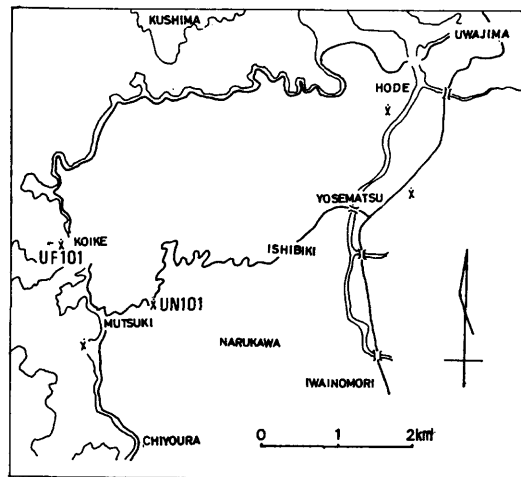 KUSHIMA
UWAJIMA
HODE
YOSEMATSU
KOIKE
UF101
ISHIBIKI
UN101
MUTSUKI
NARUKAWA
IWAINOMORI
CHIYOURA
0 1 2km